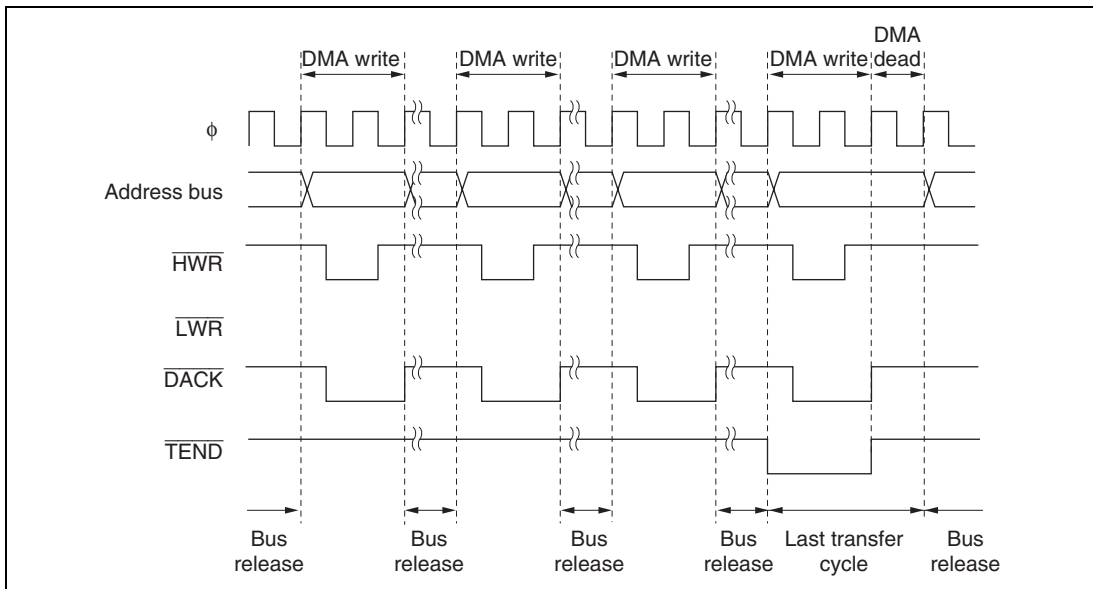 DMA
DMA write DMA write DMA write DMA write dead
ϕ
Address bus
HWR
LWR
DACK
TEND
Bus release Bus release Bus release Bus release Last transfer cycle Bus release